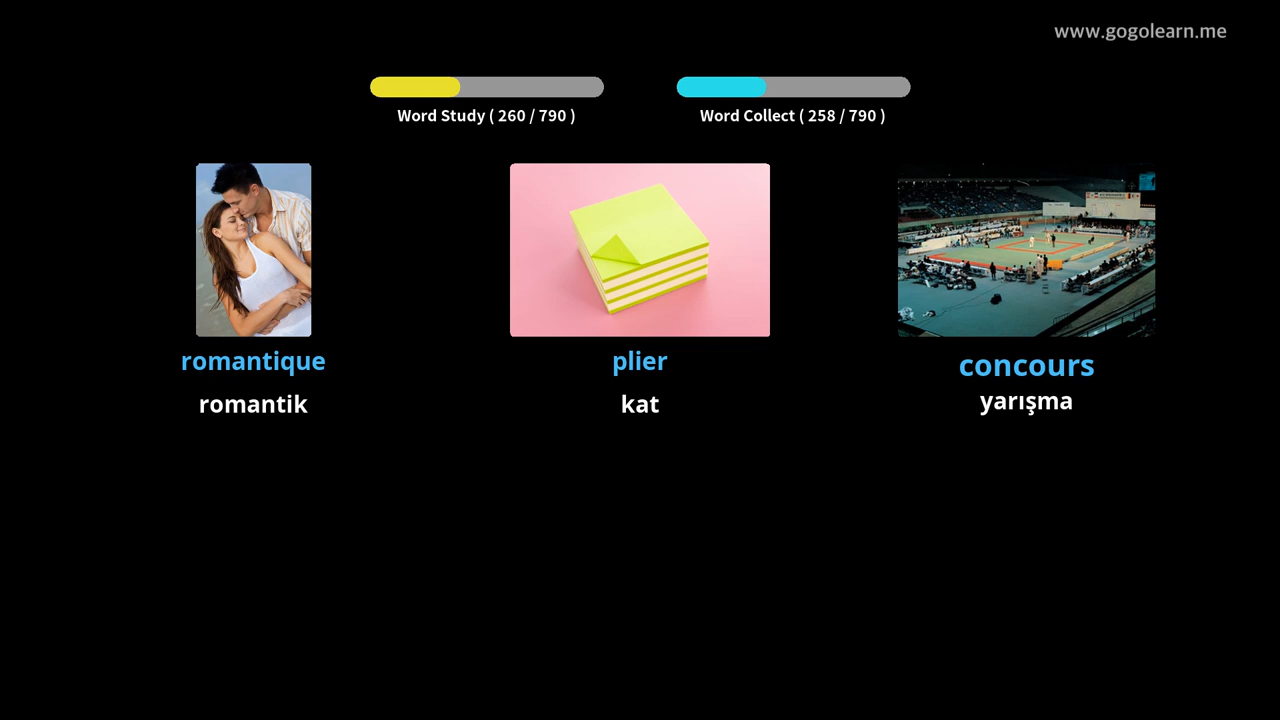 www.gogolearn.me
Word Study ( 260 / 790 )
Word Collect ( 258 / 790 )
romantique
romantik
plier
kat
concours
yarışma